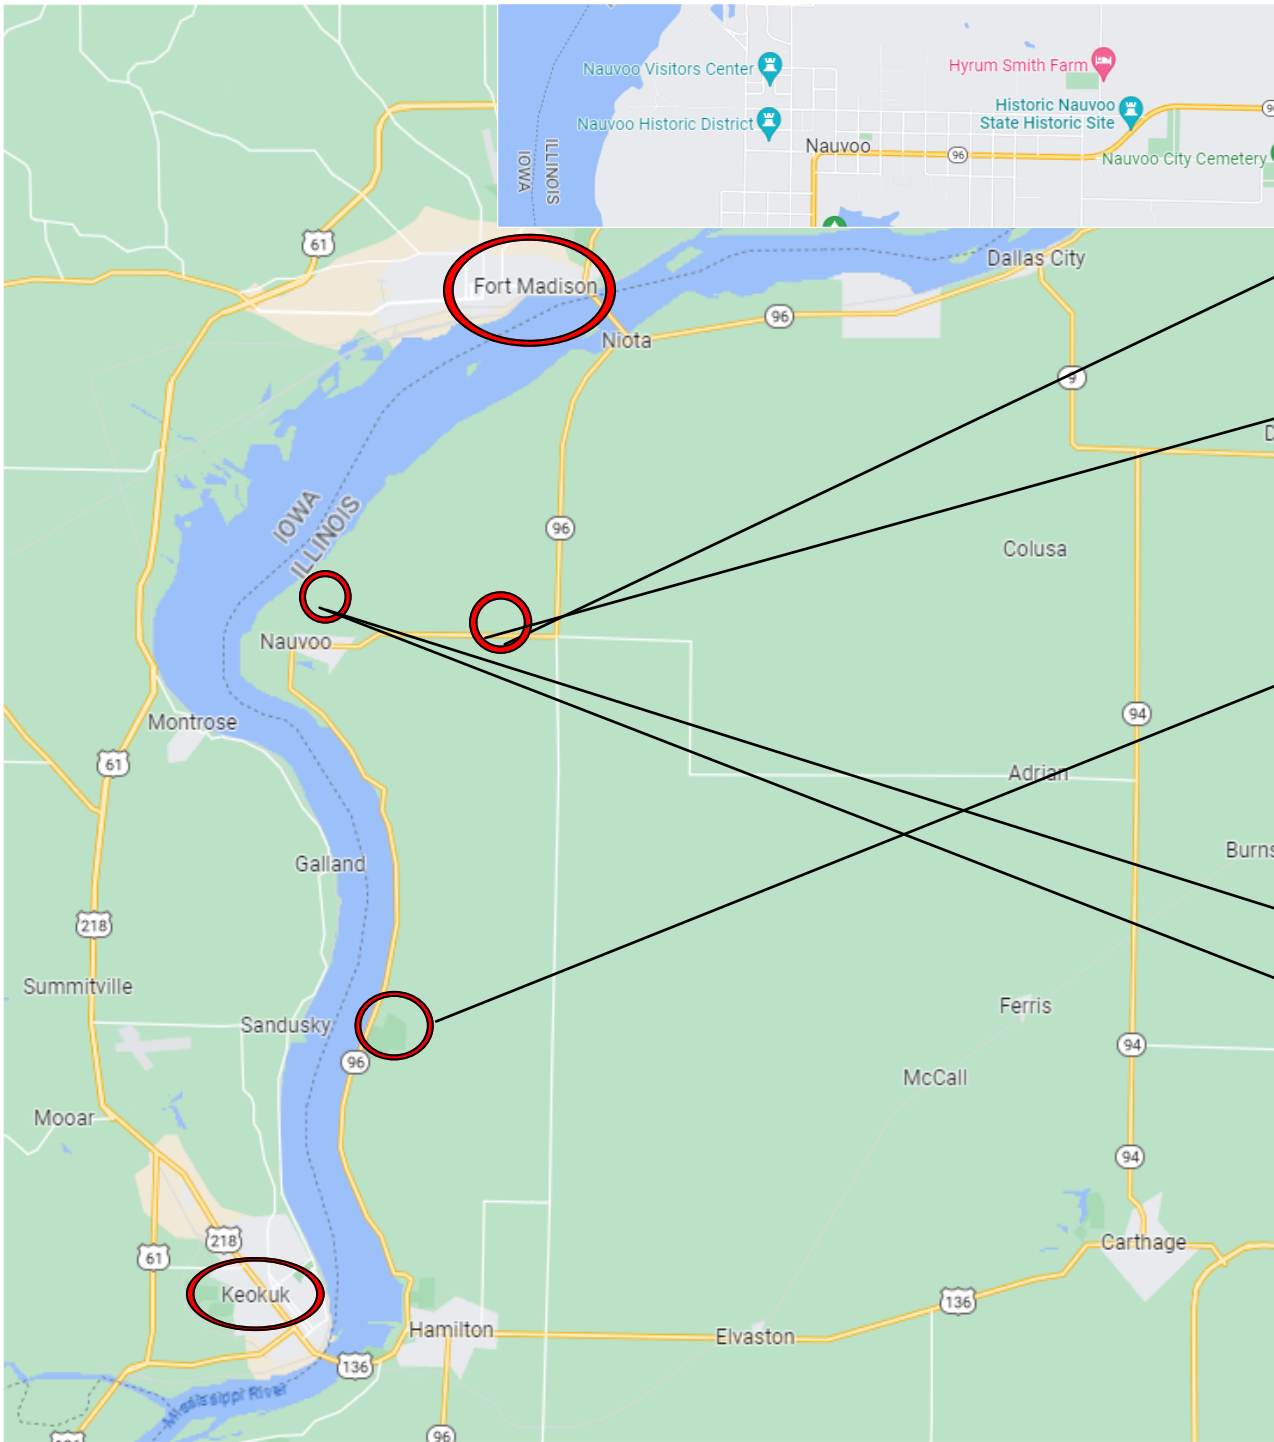 Nauvoo Visitors Center
Hyrum Smith Farm
Historic Nauvoo
State Historic Site
96
Nauvoo Historic District
Nauvoo
96
Nauvoo City Cemetery
IOWA
ILLINOIS
61
Dallas City
Fort Madison
96
Niota
9
IOWA
ILLINOIS
96
Colusa
Nauvoo
Montrose
94
61
Adrian
Galland
Burns
218
Summitville
Sandusky
Ferris
96
94
McCall
Mooar
94
218
61
Carthage
Keokuk
136
Hamilton
Elvaston
136
Mississippi River
96